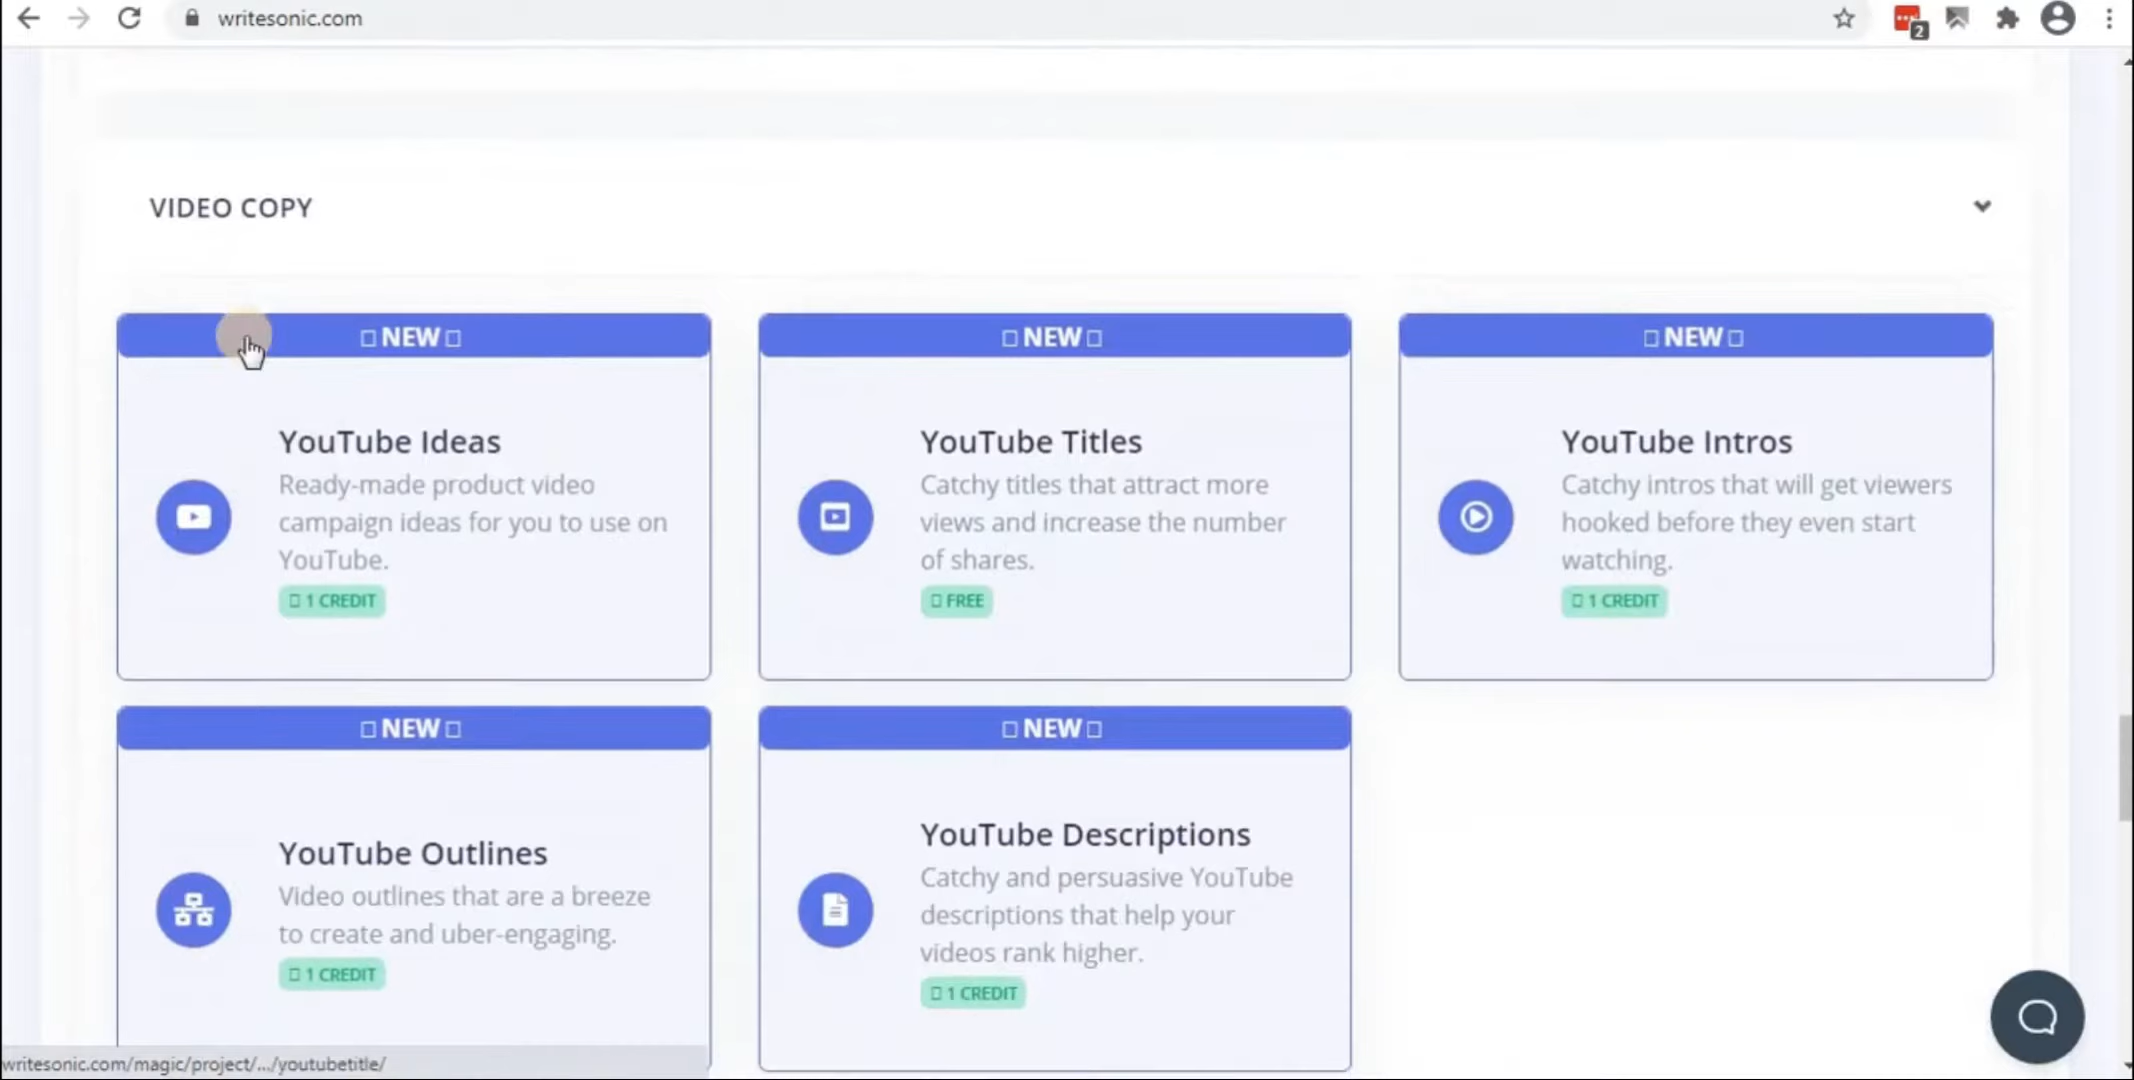 writesonic.com
2
VIDEO COPY
NEW
NEW
NEW
YouTube Ideas
Ready-made product video
campaign ideas for you to use on
YouTube.
1 CREDIT
YouTube Titles
Catchy titles that attract more
views and increase the number
of shares.
FREE
YouTube Intros
Catchy intros that will get viewers
hooked before they even start
watching.
1 CREDIT
NEW
NEW
YouTube Outlines
Video outlines that are a breeze
to create and uber-engaging.
1 CREDIT
YouTube Descriptions
Catchy and persuasive YouTube
descriptions that help your
videos rank higher.
1 CREDIT
writesonic.com/magic/project/.../youtubetitle/